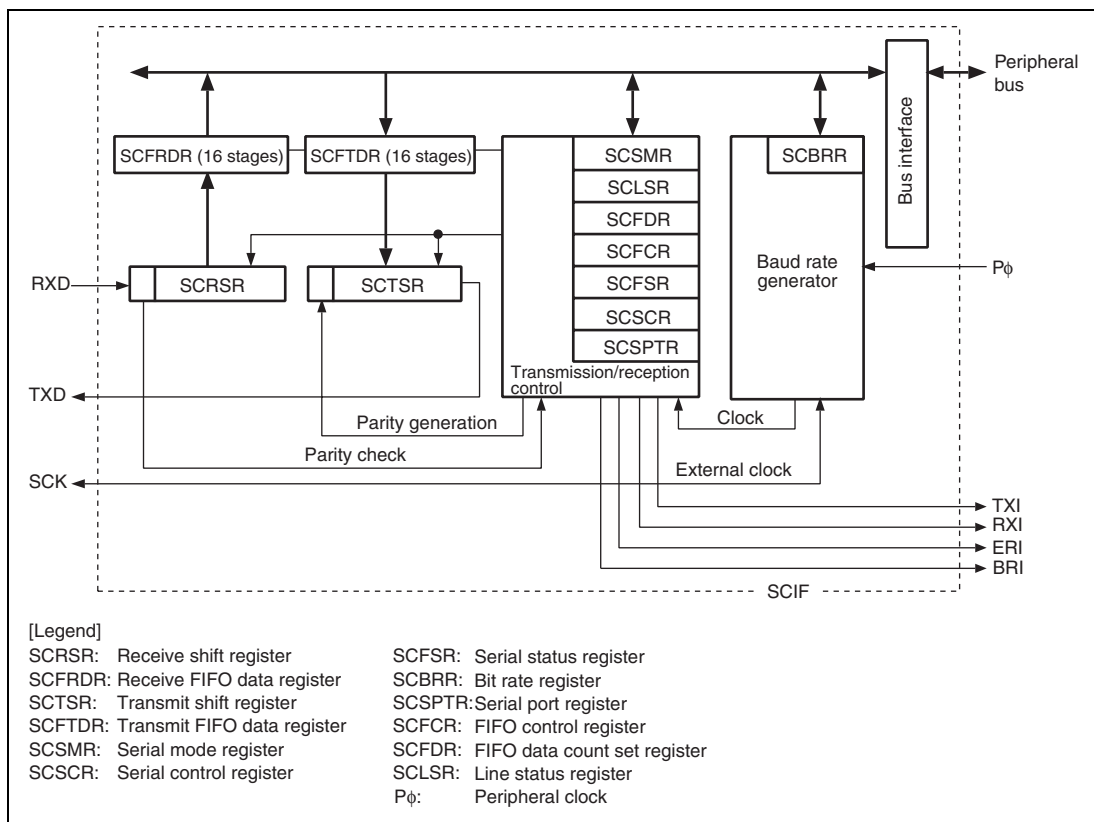 Peripheral
bus
Bus interface
SCFRDR (16 stages)
SCFTDR (16 stages)
SCSMR
SCLSR
SCFDR
SCFCR
SCFSR
SCSCR
SCSPTR
Transmission/reception
control
SCBRR
Baud rate
generator
Pϕ
RXD
SCRSR
SCTSR
TXD
Parity generation
Parity check
Clock
External clock
SCK
TXI
RXI
ERI
BRI
SCIF
[Legend]
SCRSR: Receive shift register
SCFRDR: Receive FIFO data register
SCTSR: Transmit shift register
SCFTDR: Transmit FIFO data register
SCSMR: Serial mode register
SCSCR: Serial control register
SCFSR: Serial status register
SCBRR: Bit rate register
SCSPTR: Serial port register
SCFCR: FIFO control register
SCFDR: FIFO data count set register
SCLSR: Line status register
Pϕ: Peripheral clock